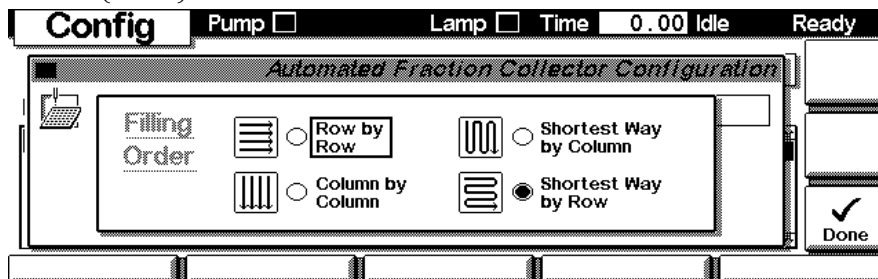 Config Pump Lamp Time 0.00 Idle Ready
Automated Fraction Collector Configuration
Filling
Order
Row by
Row
Shortest Way
by Column
Column by
Column
Shortest Way
by Row
Done